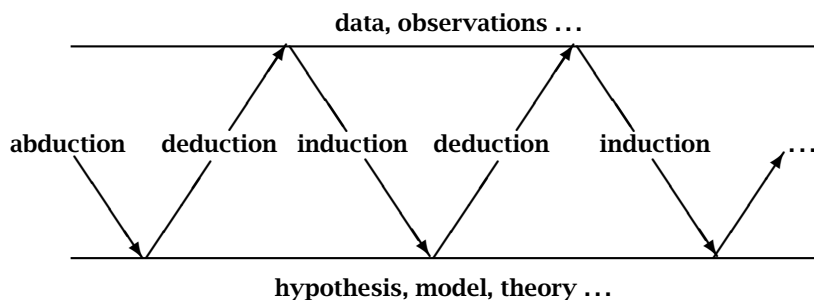 data, observations ...
abduction deduction induction deduction induction ...
hypothesis, model, theory ...